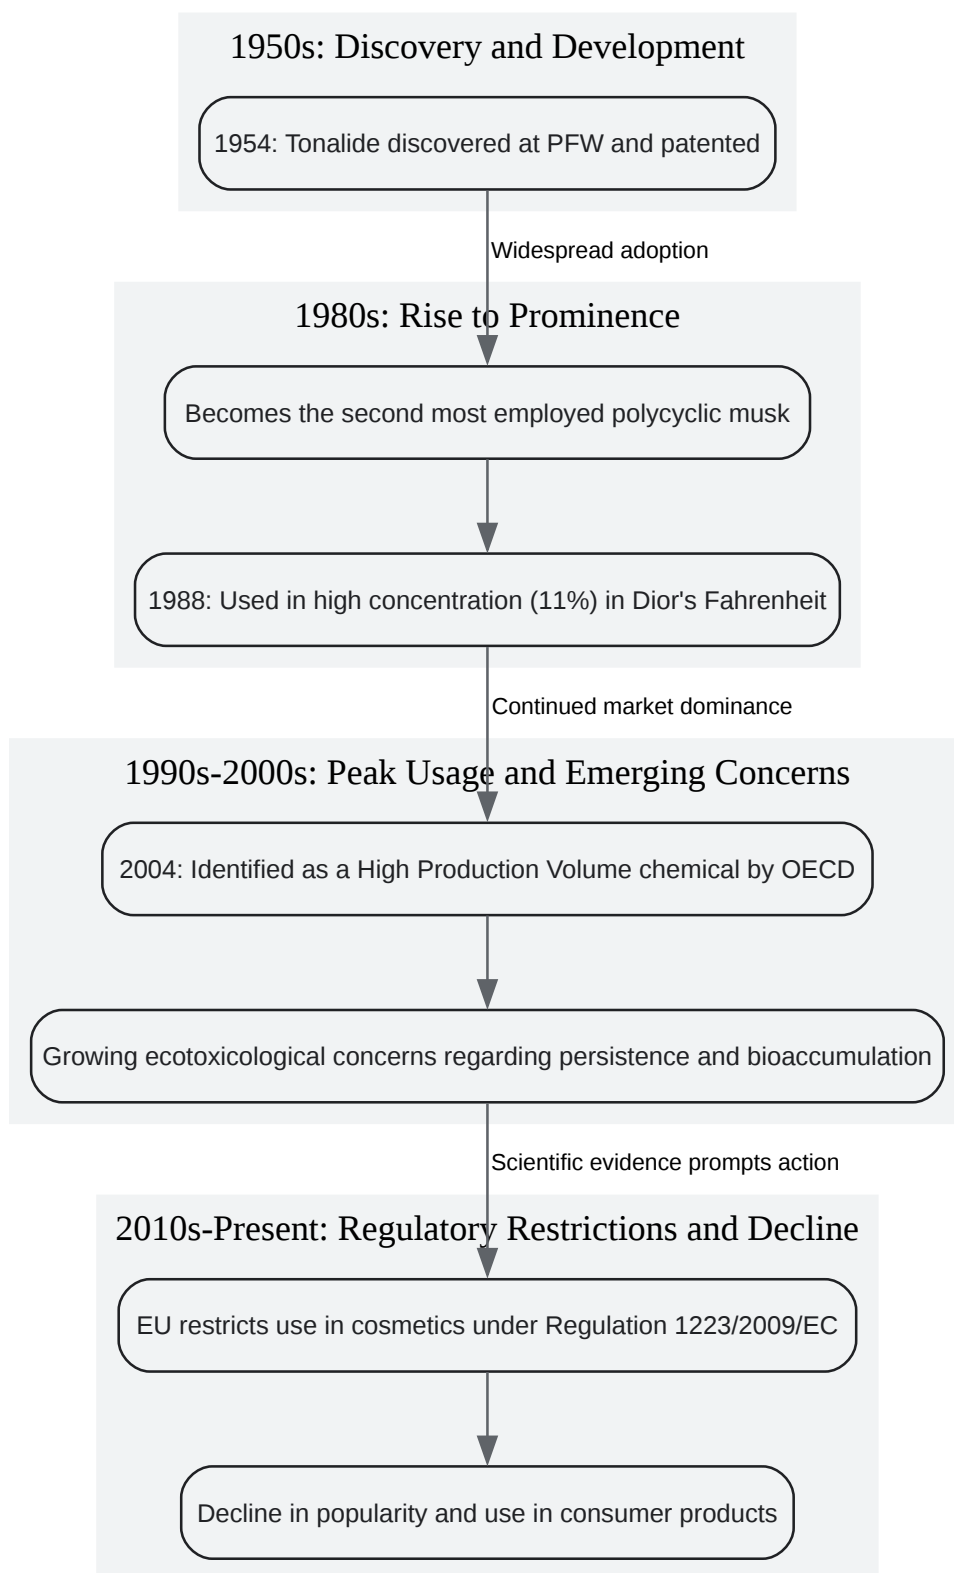 1950s: Discovery and Development
1954: Tonalide discovered at PFW and patented
Widespread adoption
1980s: Rise to Prominence
Becomes the second most employed polycyclic musk
1988: Used in high concentration (11%) in Dior's Fahrenheit
Continued market dominance
1990s-2000s: Peak Usage and Emerging Concerns
2004: Identified as a High Production Volume chemical by OECD
Growing ecotoxicological concerns regarding persistence and bioaccumulation
Scientific evidence prompts action
2010s-Present: Regulatory Restrictions and Decline
EU restricts use in cosmetics under Regulation 1223/2009/EC
Decline in popularity and use in consumer products